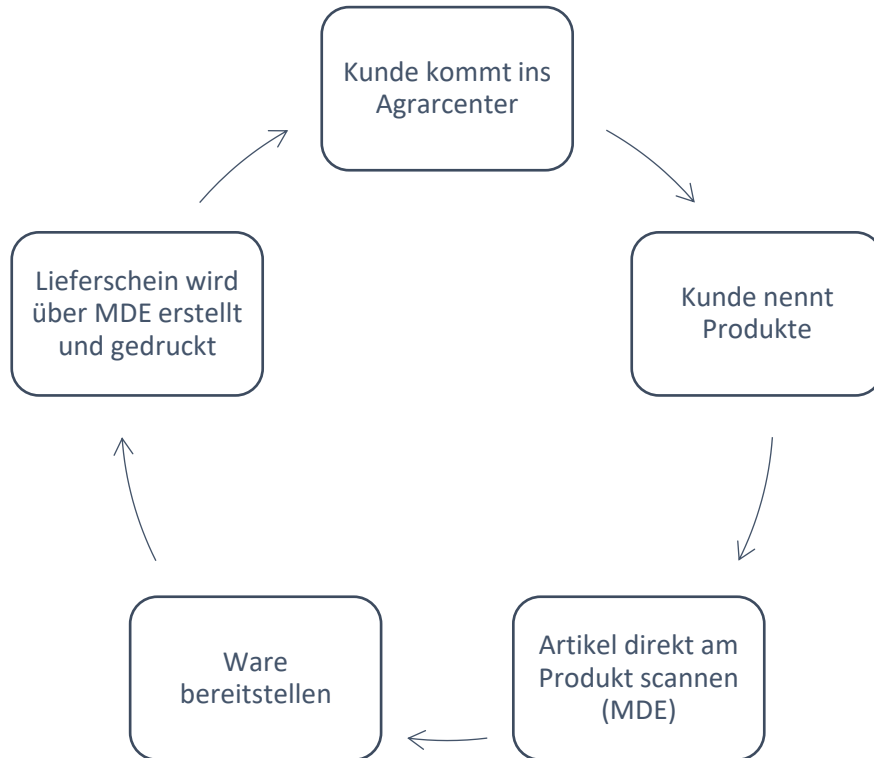 Kunde kommt ins
Agrarcenter
Kunde nennt
Produkte
Artikel direkt am
Produkt scannen
(MDE)
Ware
bereitstellen
Lieferschein wird
über MDE erstellt
und gedruckt